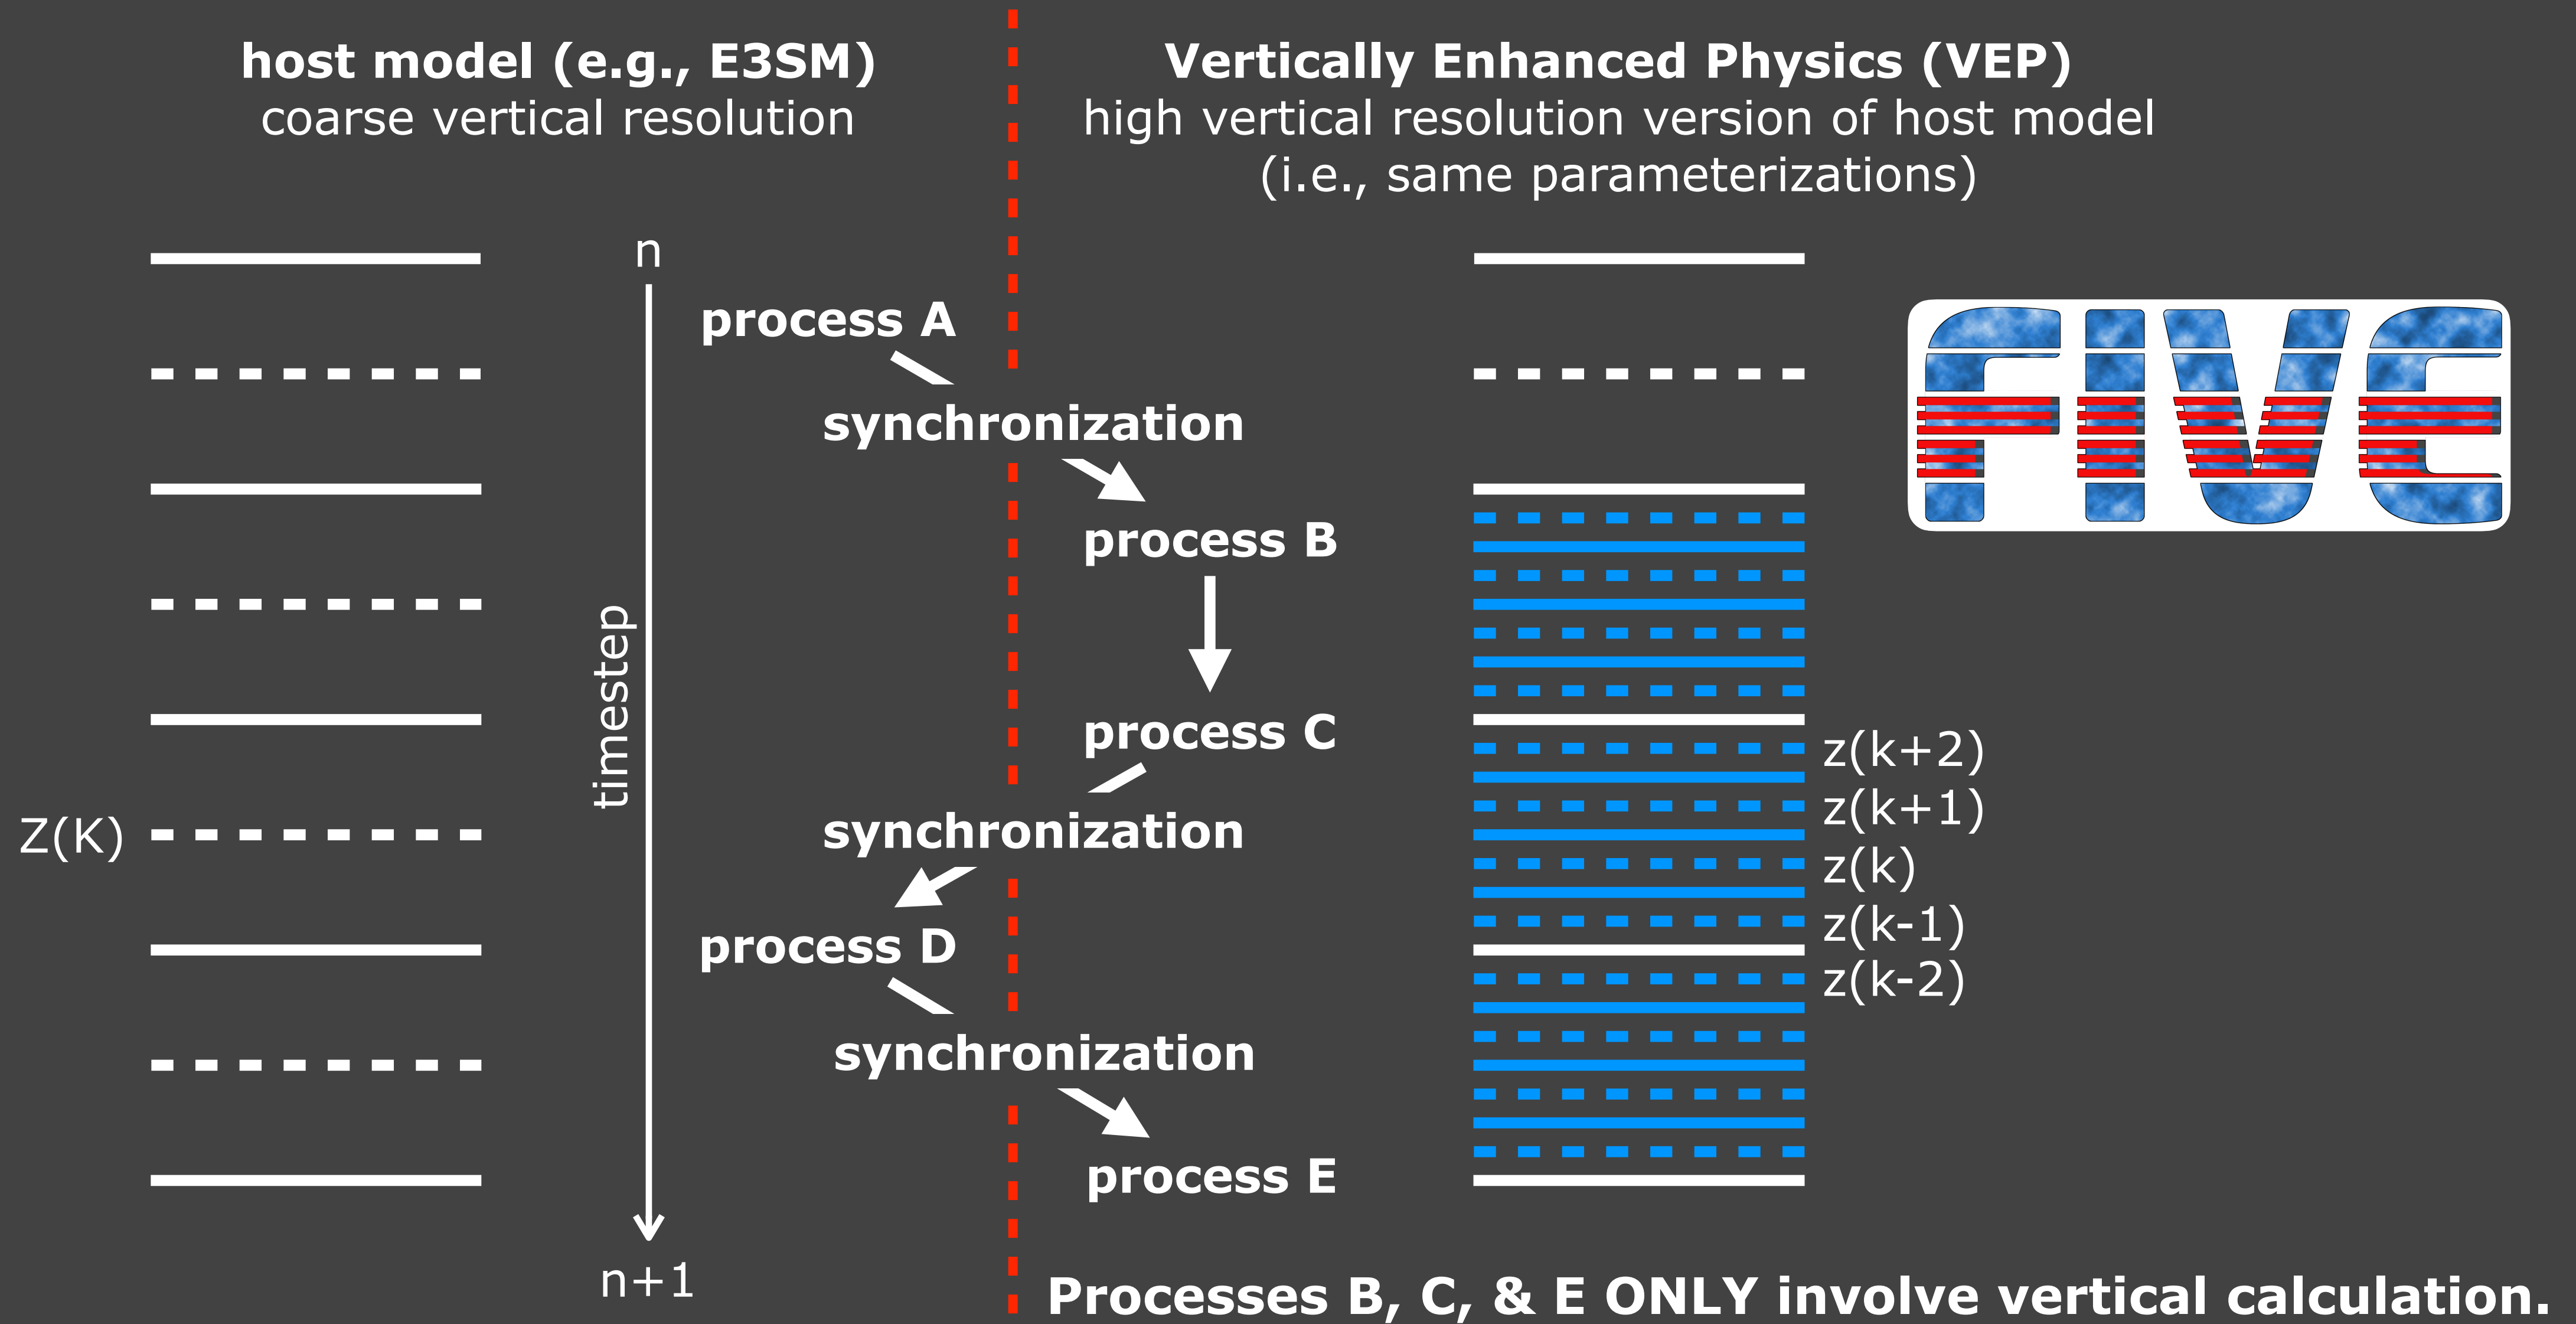 host model (e.g., E3SM)
coarse vertical resolution
Vertically Enhanced Physics (VEP)
high vertical resolution version of host model
(i.e., same parameterizations)
n
process A
synchronization
FIVE
process B
timestep
process C
z(k+2)
z(k+1)
Z(K)
synchronization
z(k)
z(k-1)
process D
z(k-2)
synchronization
process E
n+1
Processes B, C, & E ONLY involve vertical calculation.